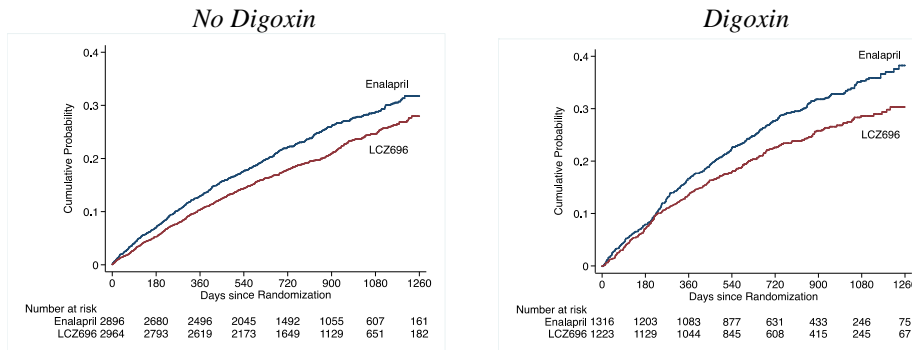 No Digoxin
0.4
0.3
0.2
0.1
0
Cumulative Probability
Enalapril
LCZ696
0 180 360 540 720 900 1080 1260
Days since Randomization
Number at risk
Enalapril 2896 2680 2496 2045 1492 1055 607 161
LCZ696 2964 2793 2619 2173 1649 1129 651 182
Digoxin
0.4
0.3
0.2
0.1
0
Cumulative Probability
Enalapril
LCZ696
0 180 360 540 720 900 1080 1260
Days since Randomization
Number at risk
Enalapril 1316 1203 1083 877 631 433 246 75
LCZ696 1223 1129 1044 845 608 415 245 67